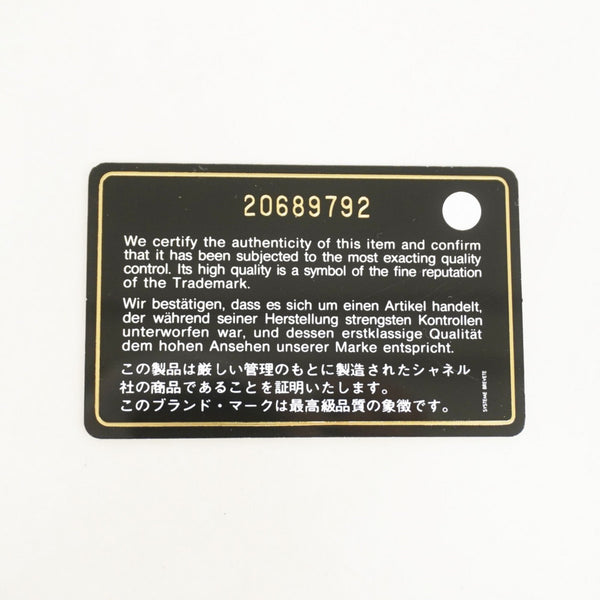 20689792
We certify the authenticity of this item and confirm
that it has been subjected to the most exacting quality
control. Its high quality is a symbol of the fine reputation
of the Trademark.
Wir bestätigen, dass es sich um einen Artikel handelt,
der während seiner Herstellung strengsten Kontrollen
unterworfen war, und dessen erstklassige Qualität
dem hohen Ansehen unserer Marke entspricht.
この製品は厳しい管理のもとに製造されたシャネル
社の商品であることを証明いたします。
このブランド・マークは最高級品質の象徴です。
SYSTEME BREVETE